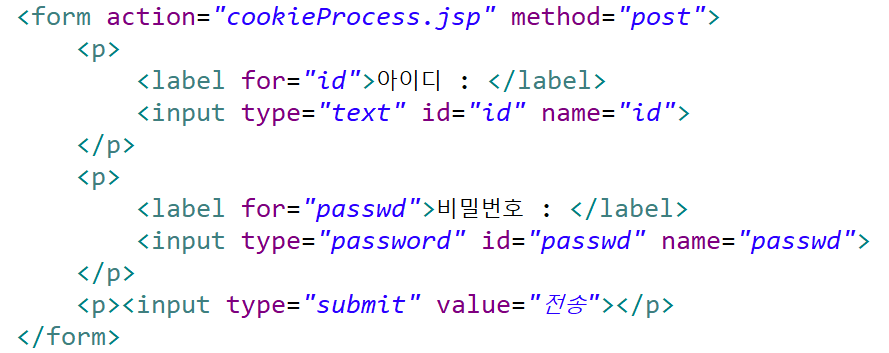 <form action="cookieProcess.jsp" method="post">
    <p>
        <label for="id">아이디 : </label>
        <input type="text" id="id" name="id">
    </p>
    <p>
        <label for="passwd">비밀번호 : </label>
        <input type="password" id="passwd" name="passwd">
    </p>
    <p><input type="submit" value="전송"></p>
</form>